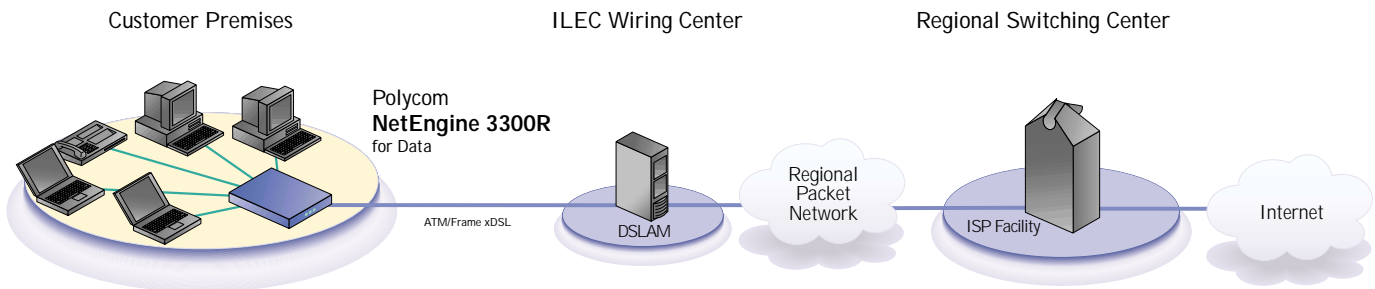 Customer Premises
ILEC Wiring Center
Regional Switching Center
Polycom
NetEngine 3300R
for Data
ATM/Frame xDSL
DSLAM
Regional
Packet
Network
ISP Facility
Internet